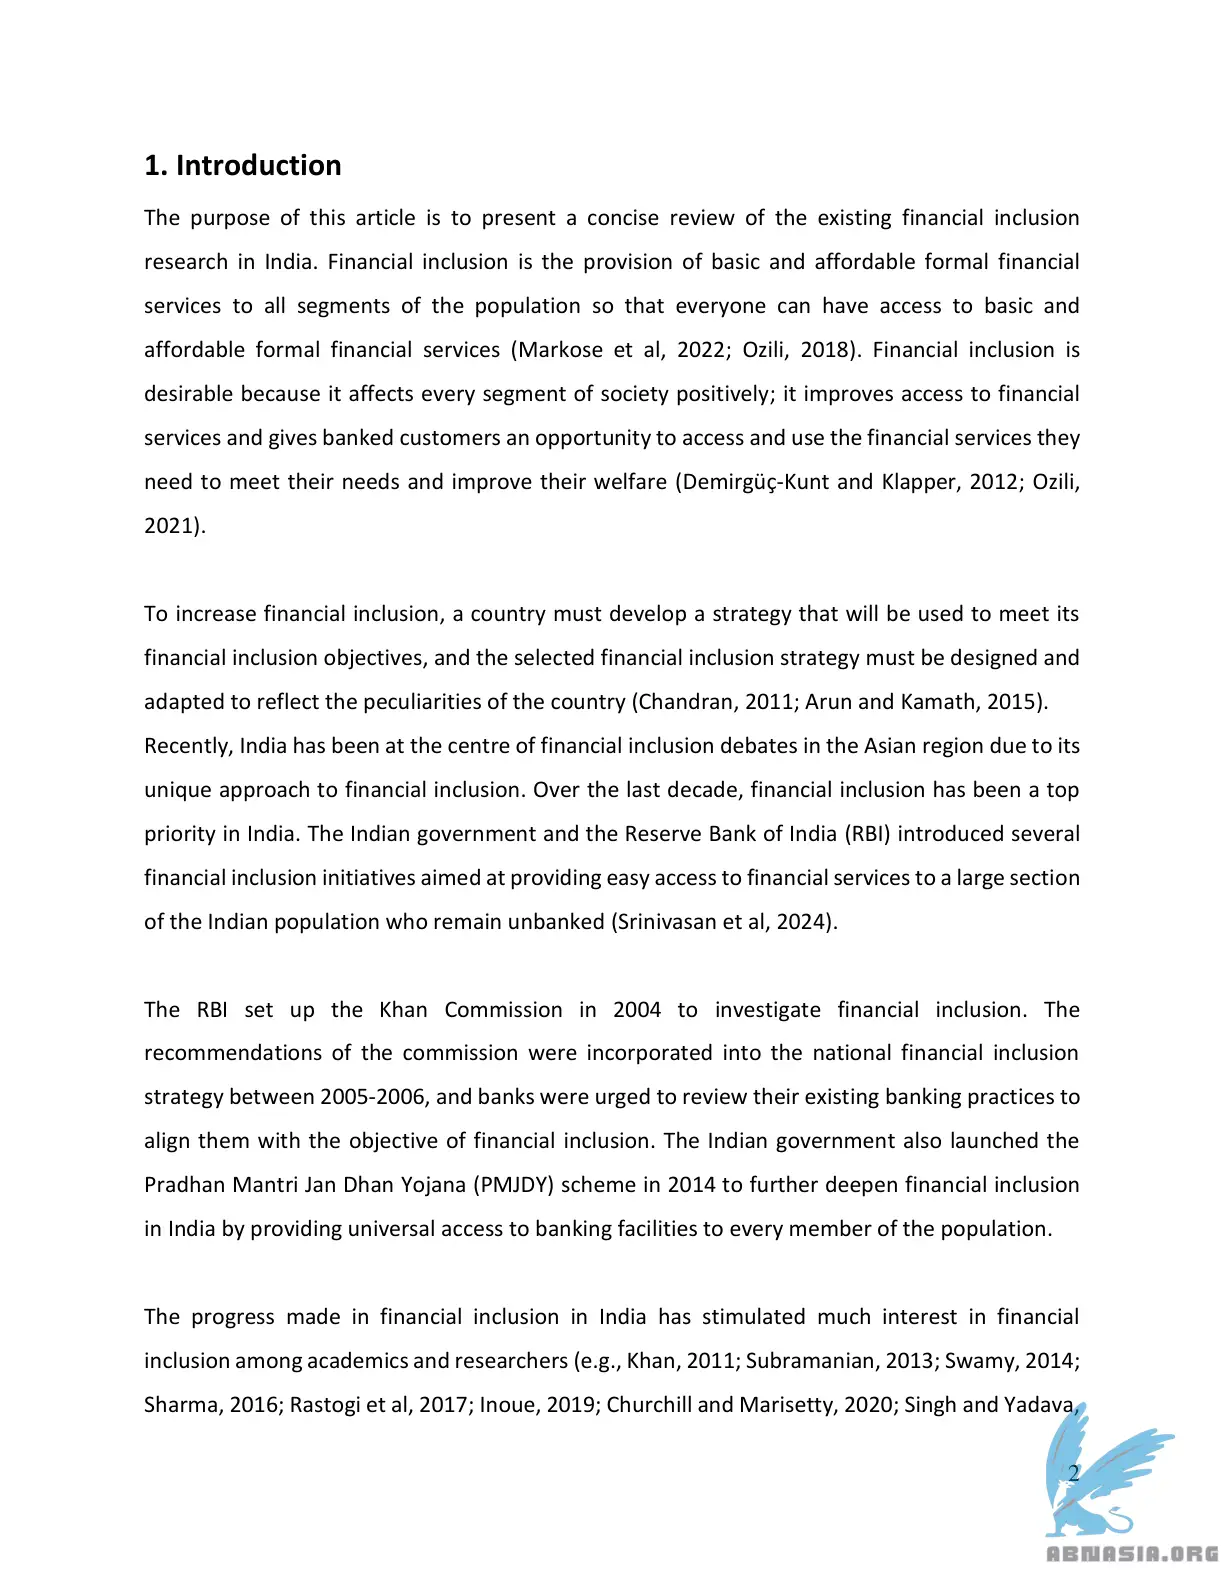 1. Introduction
The purpose of this article is to present a concise review of the existing financial inclusion
research in India. Financial inclusion is the provision of basic and affordable formal financial
services to all segments of the population so that everyone can have access to basic and
affordable formal financial services (Markose et al, 2022; Ozili, 2018). Financial inclusion is
desirable because it affects every segment of society positively; it improves access to financial
services and gives banked customers an opportunity to access and use the financial services they
need to meet their needs and improve their welfare (Demirgüç-Kunt and Klapper, 2012; Ozili,
2021).
To increase financial inclusion, a country must develop a strategy that will be used to meet its
financial inclusion objectives, and the selected financial inclusion strategy must be designed and
adapted to reflect the peculiarities of the country (Chandran, 2011; Arun and Kamath, 2015).
Recently, India has been at the centre of financial inclusion debates in the Asian region due to its
unique approach to financial inclusion. Over the last decade, financial inclusion has been a top
priority in India. The Indian government and the Reserve Bank of India (RBI) introduced several
financial inclusion initiatives aimed at providing easy access to financial services to a large section
of the Indian population who remain unbanked (Srinivasan et al, 2024).
The RBI set up the Khan Commission in 2004 to investigate financial inclusion. The
recommendations of the commission were incorporated into the national financial inclusion
strategy between 2005-2006, and banks were urged to review their existing banking practices to
align them with the objective of financial inclusion. The Indian government also launched the
Pradhan Mantri Jan Dhan Yojana (PMJDY) scheme in 2014 to further deepen financial inclusion
in India by providing universal access to banking facilities to every member of the population.
The progress made in financial inclusion in India has stimulated much interest in financial
inclusion among academics and researchers (e.g., Khan, 2011; Subramanian, 2013; Swamy, 2014;
Sharma, 2016; Rastogi et al, 2017; Inoue, 2019; Churchill and Marisetty, 2020; Singh and Yadava,
2
ABNASIA.ORG